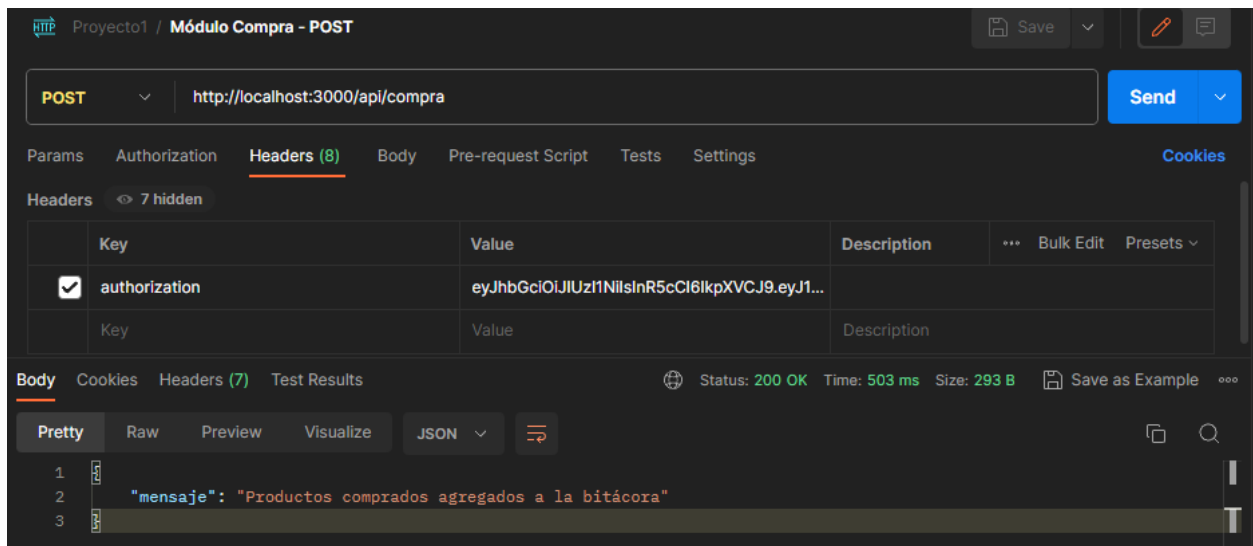 HTTP Proyecto1 / Módulo Compra - POST Save
POST http://localhost:3000/api/compra Send
Params Authorization Headers (8) Body Pre-request Script Tests Settings Cookies
Headers 7 hidden
Key Value Description Bulk Edit Presets
authorization eyJhbGciOiJIUzI1NiIsInR5cCI6IkpXVCJ9.eyJ1...
Key Value Description
Body Cookies Headers (7) Test Results Status: 200 OK Time: 503 ms Size: 293 B Save as Example
Pretty Raw Preview Visualize JSON
1 {
2 "mensaje": "Productos comprados agregados a la bitácora"
3 }